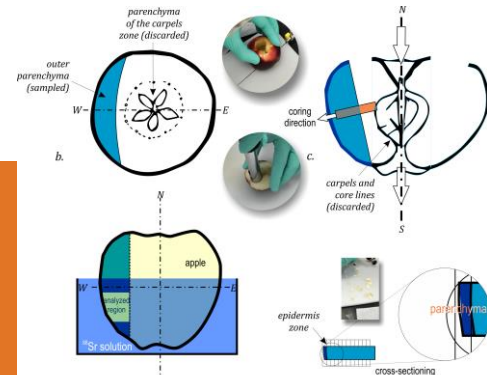 parenchyma
of the carpels
zone (discarded)
outer
parenchyma
(sampled)
W
E
b.
N
coring
direction
c.
carpels and
core lines
(discarded)
S
N
apple
W
E
analyzed
region
Sr solution
epidermis
zone
parenchyma
cross-sectioning